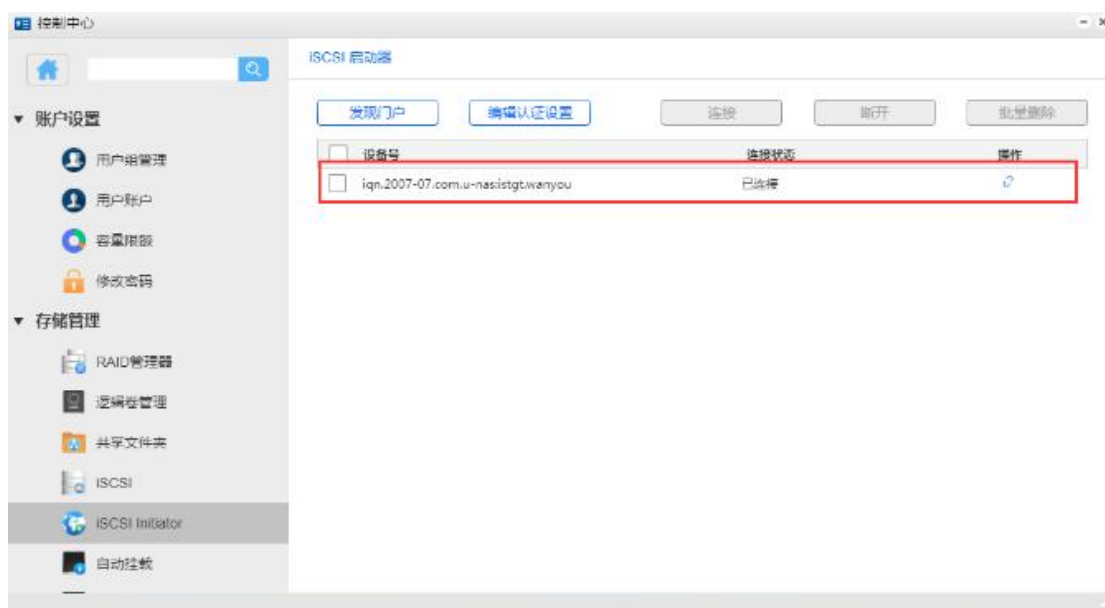 控制中心
iSCSI 启动器
发现门户
编辑认证设置
连接
断开
批量删除
设备号
连接状态
操作
iqn.2007-07.com.u-nas:istgt.wanyou
已连接
账户设置
用户组管理
用户账户
容量限额
修改密码
存储管理
RAID管理器
逻辑卷管理
共享文件夹
iSCSI
iSCSI Initiator
自动挂载